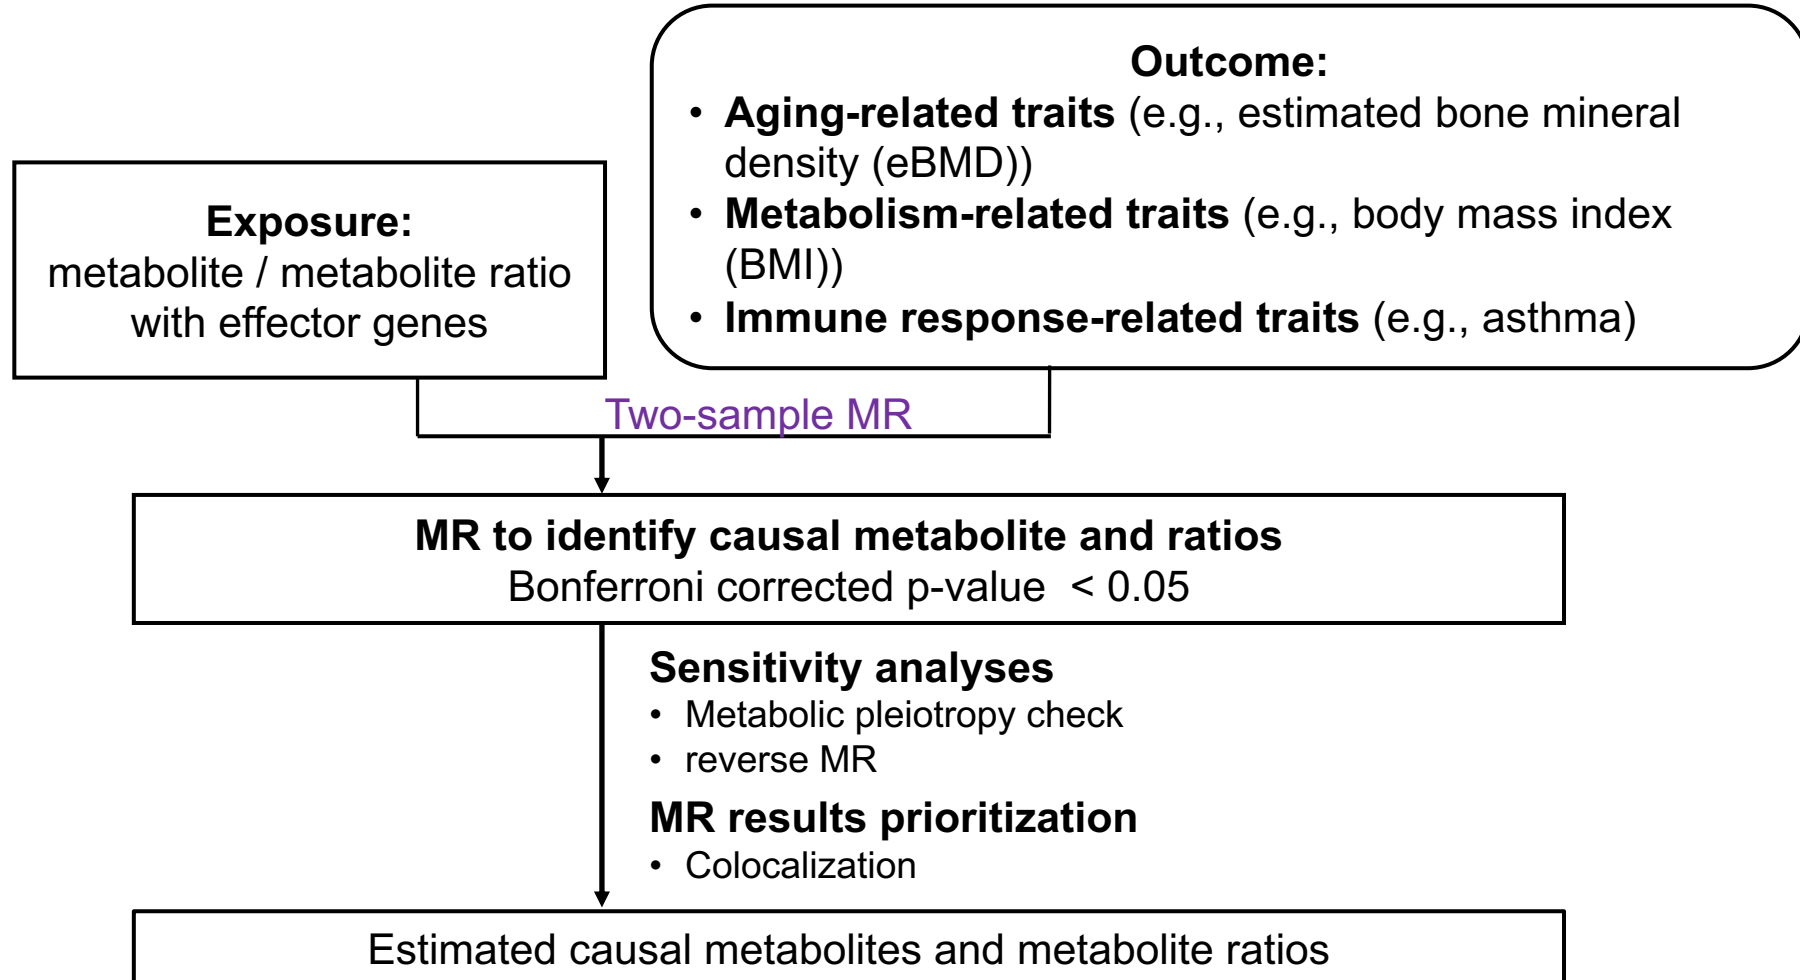 Outcome:
• Aging-related traits (e.g., estimated bone mineral
density (eBMD))
• Metabolism-related traits (e.g., body mass index
(BMI))
• Immune response-related traits (e.g., asthma)
Exposure:
metabolite / metabolite ratio
with effector genes
Two-sample MR
MR to identify causal metabolite and ratios
Bonferroni corrected p-value < 0.05
Sensitivity analyses
• Metabolic pleiotropy check
• reverse MR
MR results prioritization
• Colocalization
Estimated causal metabolites and metabolite ratios